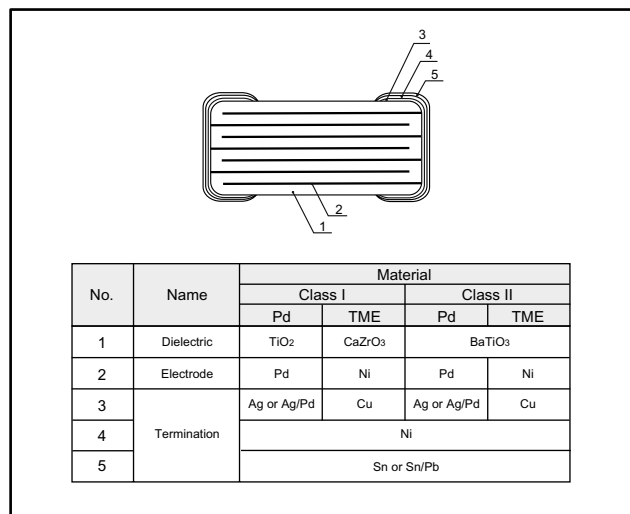 3
4
5
2
1
No. Name Material
Class I Class II
Pd TME Pd TME
1 Dielectric TiO2 CaZrO3 BaTiO3
2 Electrode Pd Ni Pd Ni
3 Termination Ag or Ag/Pd Cu Ag or Ag/Pd Cu
4 Ni
5 Sn or Sn/Pb